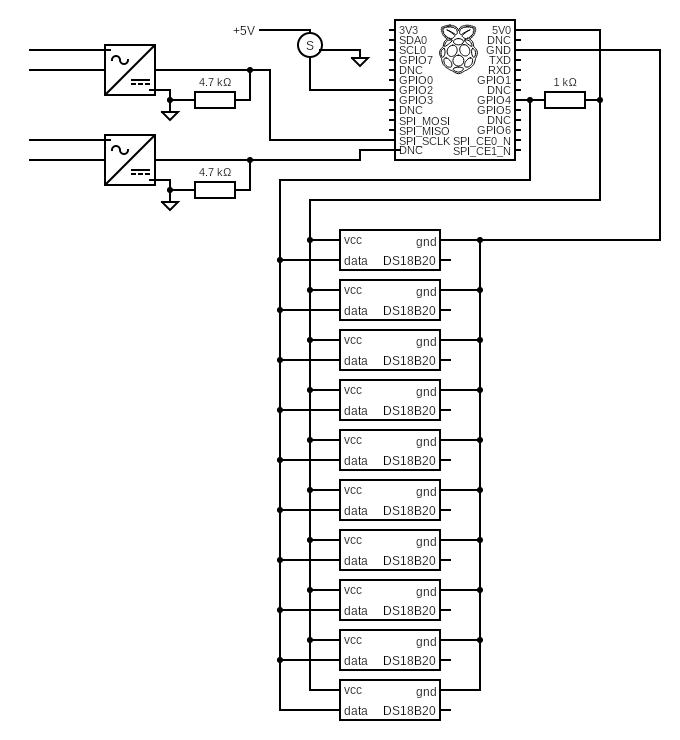 +5V
S
4.7 kΩ
4.7 kΩ
3V3
SDA0
SCL0
GPIO7
DNC
GPIO0
GPIO2
GPIO3
DNC
SPI_MOSI
SPI_MISO
SPI_SCLK
DNC
5V0
DNC
GND
TXD
RXD
GPIO1
DNC
GPIO4
GPIO5
DNC
GPIO6
SPI_CE0_N
SPI_CE1_N
1 kΩ
vcc gnd
data DS18B20
vcc gnd
data DS18B20
vcc gnd
data DS18B20
vcc gnd
data DS18B20
vcc gnd
data DS18B20
vcc gnd
data DS18B20
vcc gnd
data DS18B20
vcc gnd
data DS18B20
vcc gnd
data DS18B20
vcc gnd
data DS18B20